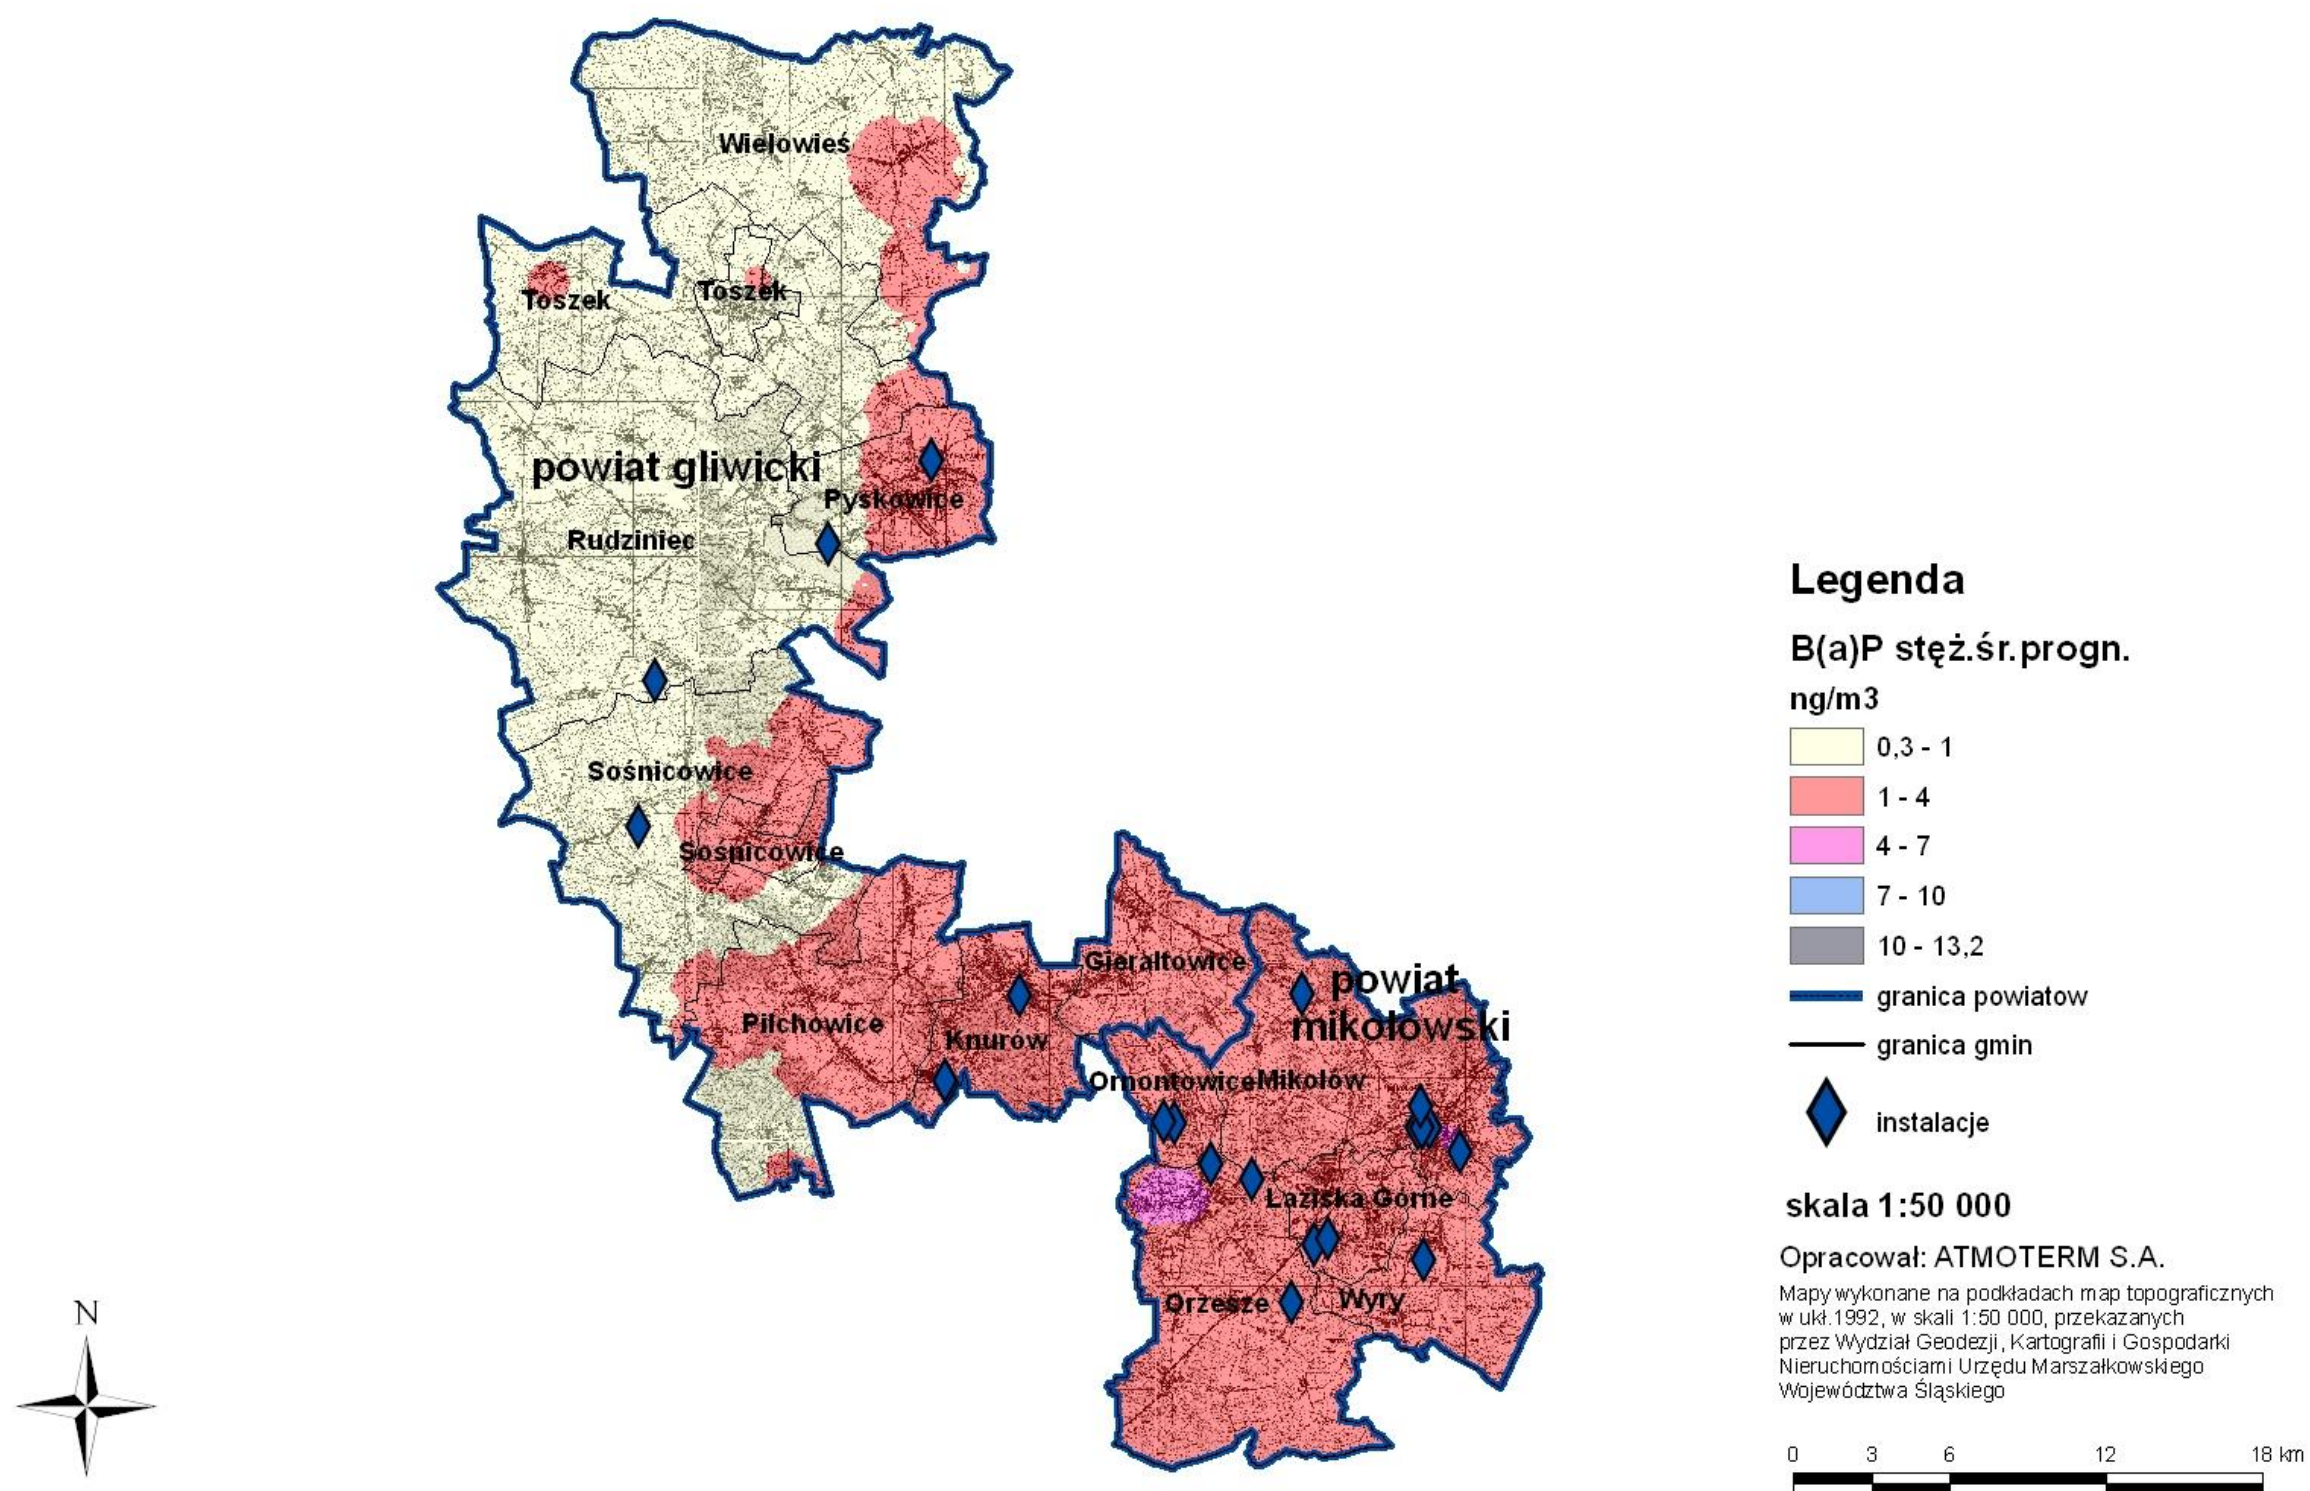 Wielowieś
Toszek
Toszek
powiat gliwicki
Pyskowice
Rudziniec
Sośnicowice
Sośnicowice
Gierałtowice
powiat
mikołowski
Pilchowice
Knurów
Ornontowice
Mikołów
Łaziska Górne
Orzesze
Wyry
N
Legenda
B(a)P stęż.śr.progn.
ng/m3
0,3 - 1
1 - 4
4 - 7
7 - 10
10 - 13,2
granica powiatow
granica gmin
instalacje
skala 1:50 000
Opracował: ATMOTERM S.A.
Mapy wykonane na podkładach map topograficznych
w ukł.1992, w skali 1:50 000, przekazanych
przez Wydział Geodezji, Kartografii i Gospodarki
Nieruchomościami Urzędu Marszałkowskiego
Województwa Śląskiego
0 3 6 12 18 km